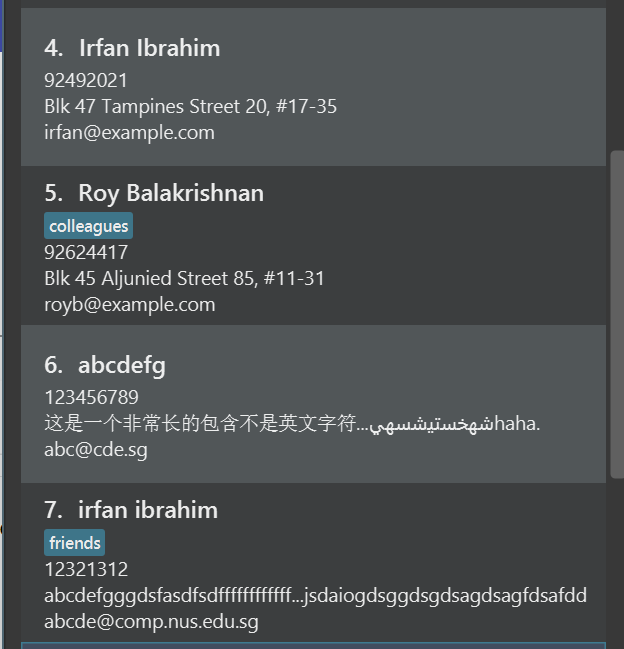 4. Irfan Ibrahim
92492021
Blk 47 Tampines Street 20, #17-35
irfan@example.com
5. Roy Balakrishnan
colleagues
92624417
Blk 45 Aljunied Street 85, #11-31
royb@example.com
6. abcdefg
123456789
这是一个非常长的包含不是英文字符...شهخستيشسهيhaha.
abc@cde.sg
7. irfan ibrahim
friends
12321312
abcdefgggdsfasdfsdffffffffffff...jsdaiogdsggdsgdsagdsagfdsafdd
abcde@comp.nus.edu.sg